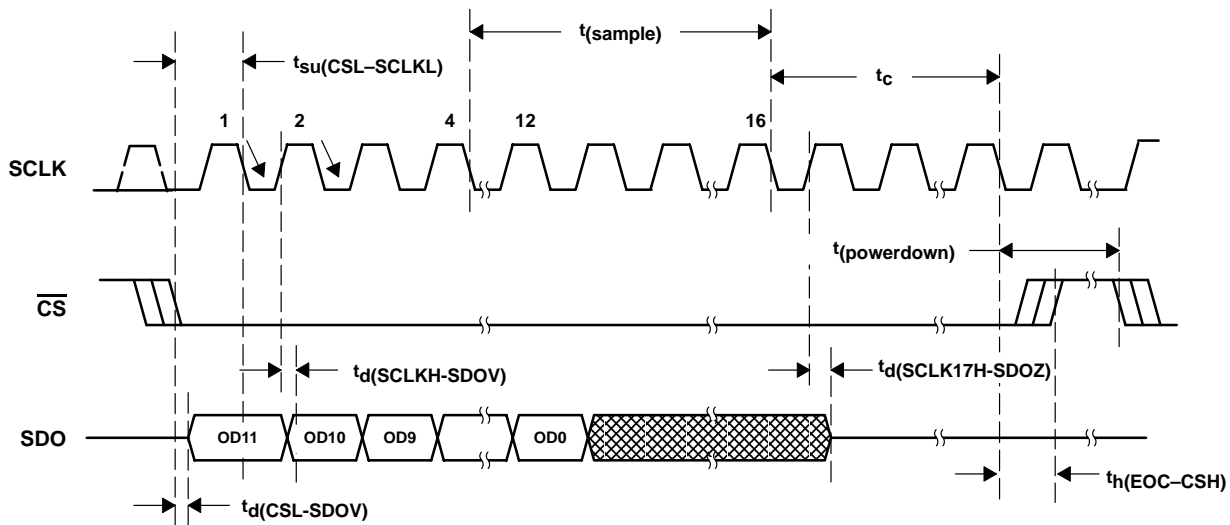 t(sample)
tsu(CSL–SCLKL)
tc
1 2 4 12 16
SCLK
t(powerdown)
CS
td(SCLKH-SDOV)
td(SCLK17H-SDOZ)
SDO OD11 OD10 OD9 OD0
th(EOC–CSH)
td(CSL-SDOV)